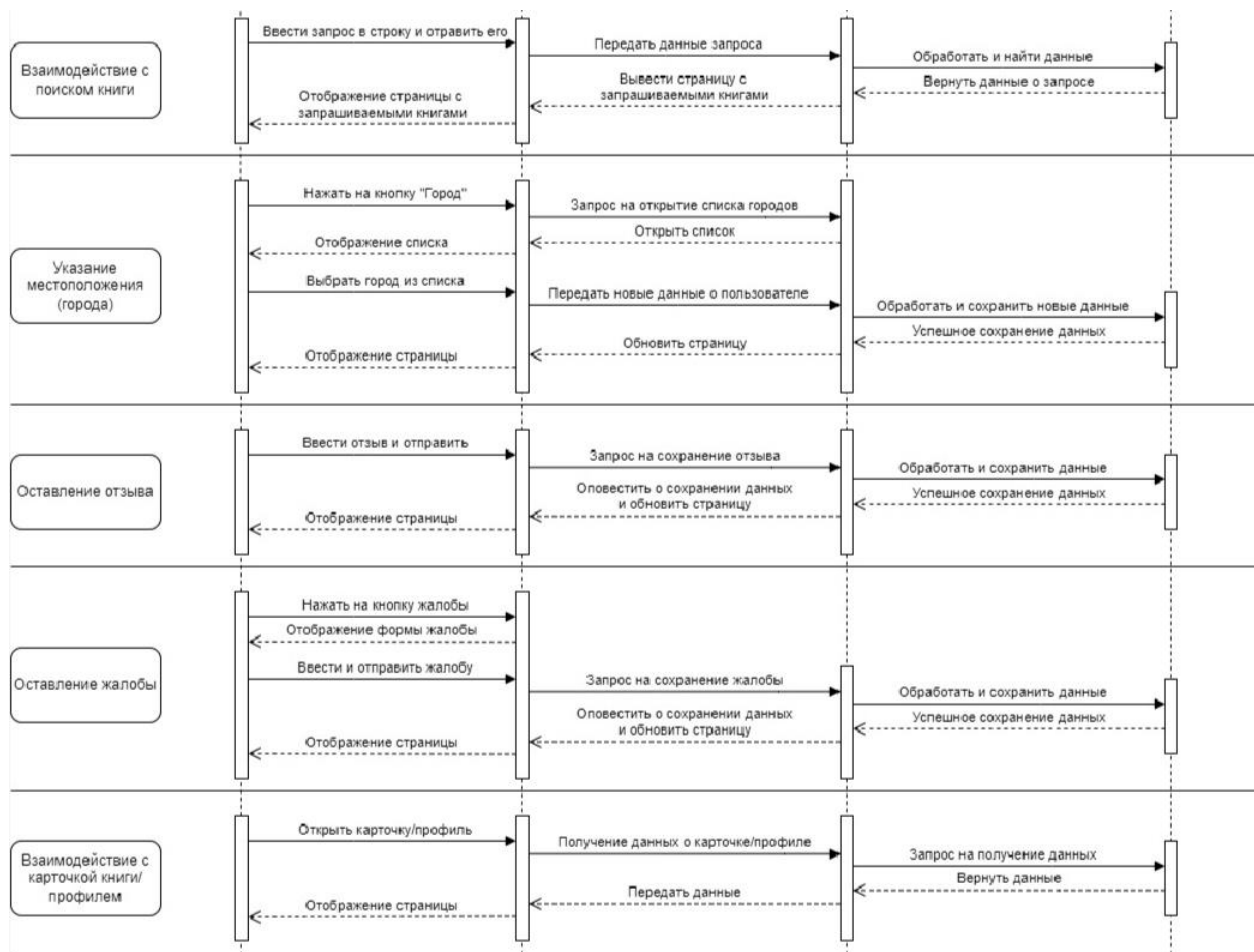 Взаимодействие с
поиском книги
Ввести запрос в строку и отравить его
Передать данные запроса
Обработать и найти данные
Вернуть данные о запросе
Вывести страницу с
запрашиваемыми книгами
Отображение страницы с
запрашиваемыми книгами
Указание
местоположения
(города)
Нажать на кнопку "Город"
Запрос на открытие списка городов
Открыть список
Отображение списка
Выбрать город из списка
Передать новые данные о пользователе
Обработать и сохранить новые данные
Успешное сохранение данных
Обновить страницу
Отображение страницы
Оставление отзыва
Ввести отзыв и отправить
Запрос на сохранение отзыва
Обработать и сохранить данные
Успешное сохранение данных
Оповестить о сохранении данных
и обновить страницу
Отображение страницы
Оставление жалобы
Нажать на кнопку жалобы
Отображение формы жалобы
Ввести и отправить жалобу
Запрос на сохранение жалобы
Обработать и сохранить данные
Успешное сохранение данных
Оповестить о сохранении данных
и обновить страницу
Отображение страницы
Взаимодействие с
карточкой книги/
профилем
Открыть карточку/профиль
Получение данных о карточке/профиле
Запрос на получение данных
Вернуть данные
Передать данные
Отображение страницы